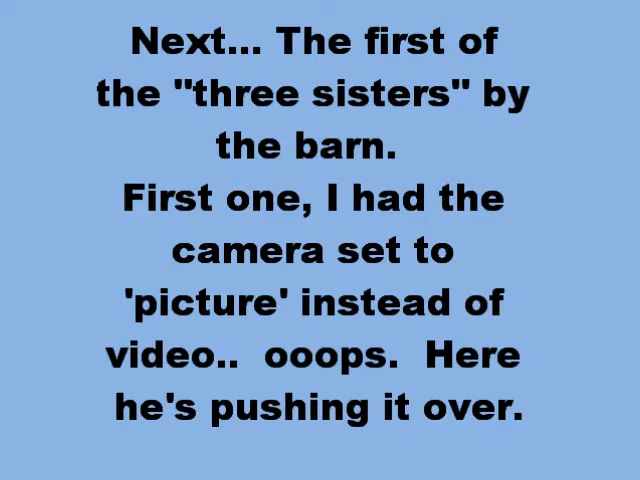 Next... The first of
the "three sisters" by
the barn.
First one, I had the
camera set to
'picture' instead of
video..  ooops.  Here
he's pushing it over.